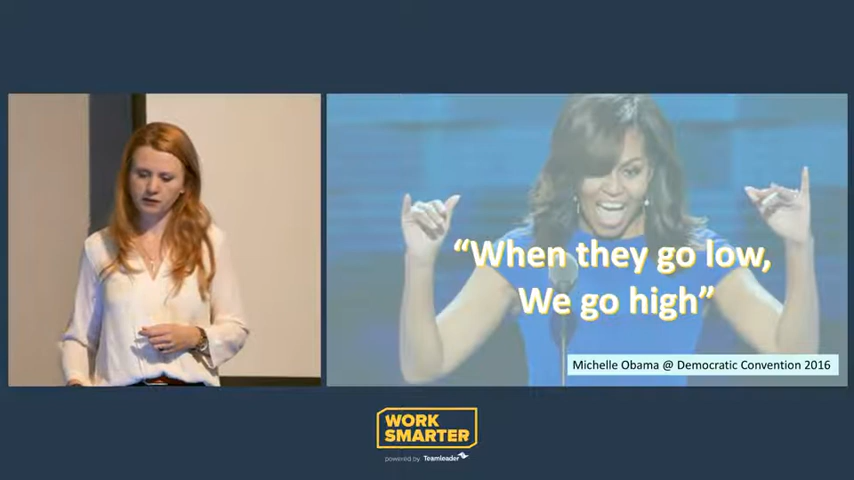 “When they go low,
We go high”
Michelle Obama @ Democratic Convention 2016
WORK
SMARTER
powered by Teamleader